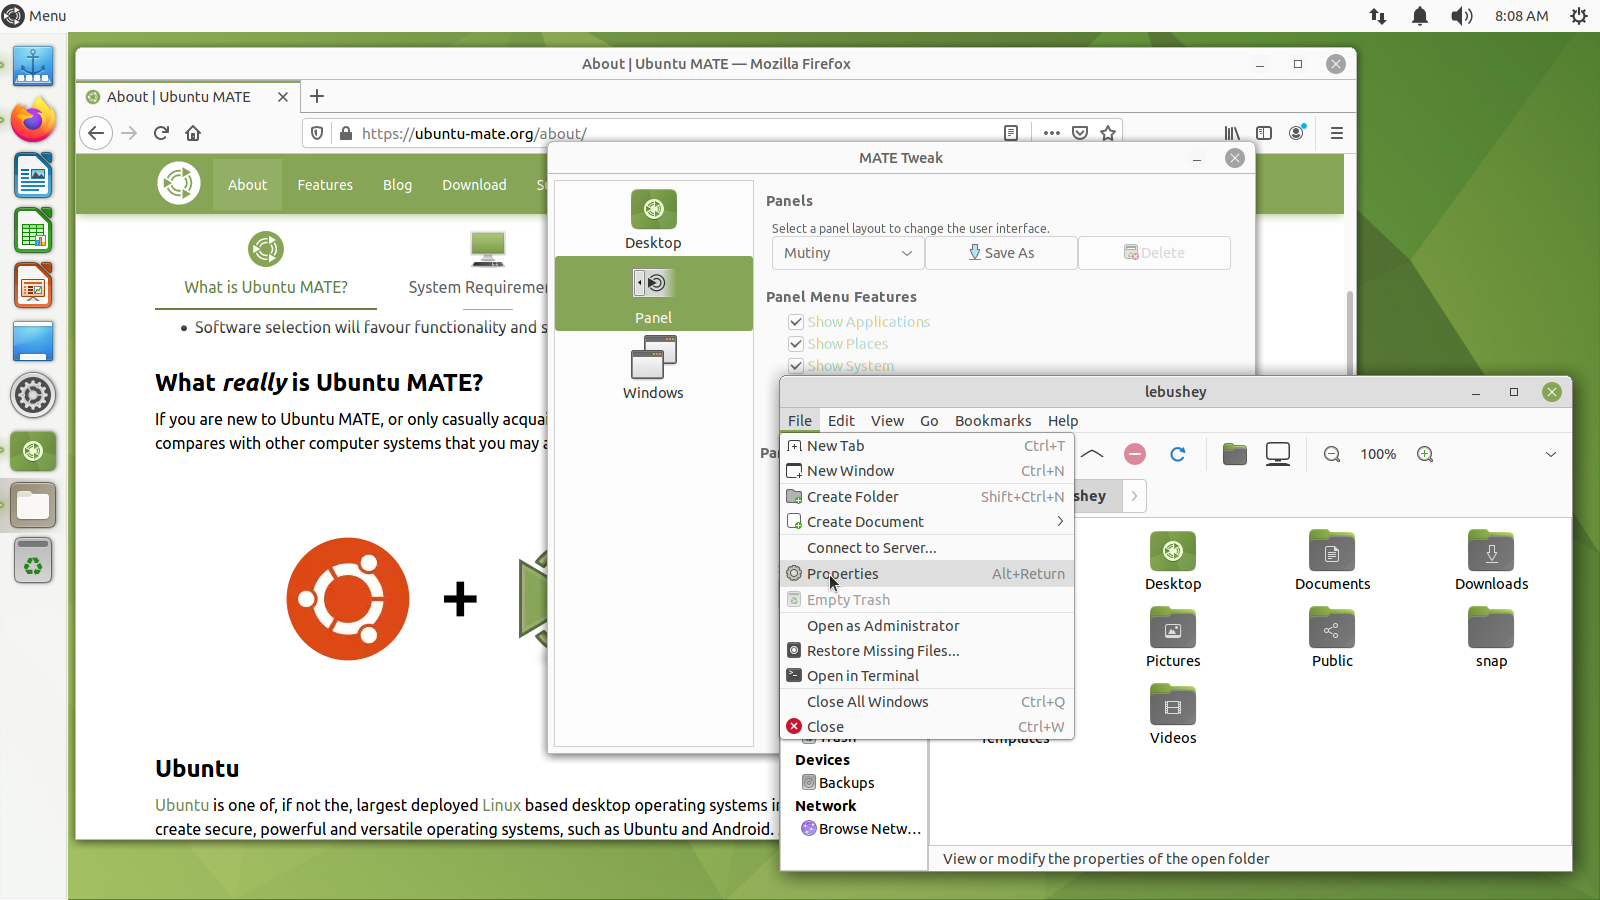 Menu
8:08 AM
About | Ubuntu MATE — Mozilla Firefox
About | Ubuntu MATE
https://ubuntu-mate.org/about/
About
Features
Blog
Download
What is Ubuntu MATE?
• Software selection will favour functionality and
What really is Ubuntu MATE?
If you are new to Ubuntu MATE, or only casually
compares with other computer systems that you may
Ubuntu
Ubuntu is one of, if not the, largest deployed Linux based desktop operating systems
create secure, powerful and versatile operating systems, such as Ubuntu and Android.
System
MATE Tweak
Desktop
Panel
Windows
Panels
Select a panel layout to change the user interface.
Mutiny
Save As
Delete
Panel Menu Features
Show Applications
Show Places
Show System
lebushey
File Edit View Go Bookmarks Help
New Tab Ctrl+T
New Window Ctrl+N
Create Folder Shift+Ctrl+N
Create Document
Connect to Server...
Properties Alt+Return
Empty Trash
Open as Administrator
Restore Missing Files...
Open in Terminal
Close All Windows Ctrl+Q
Close Ctrl+W
100%
Trash
Devices
Backups
Network
Browse Netw...
Desktop
Documents
Downloads
Pictures
Public
snap
Templates
Videos
View or modify the properties of the open folder